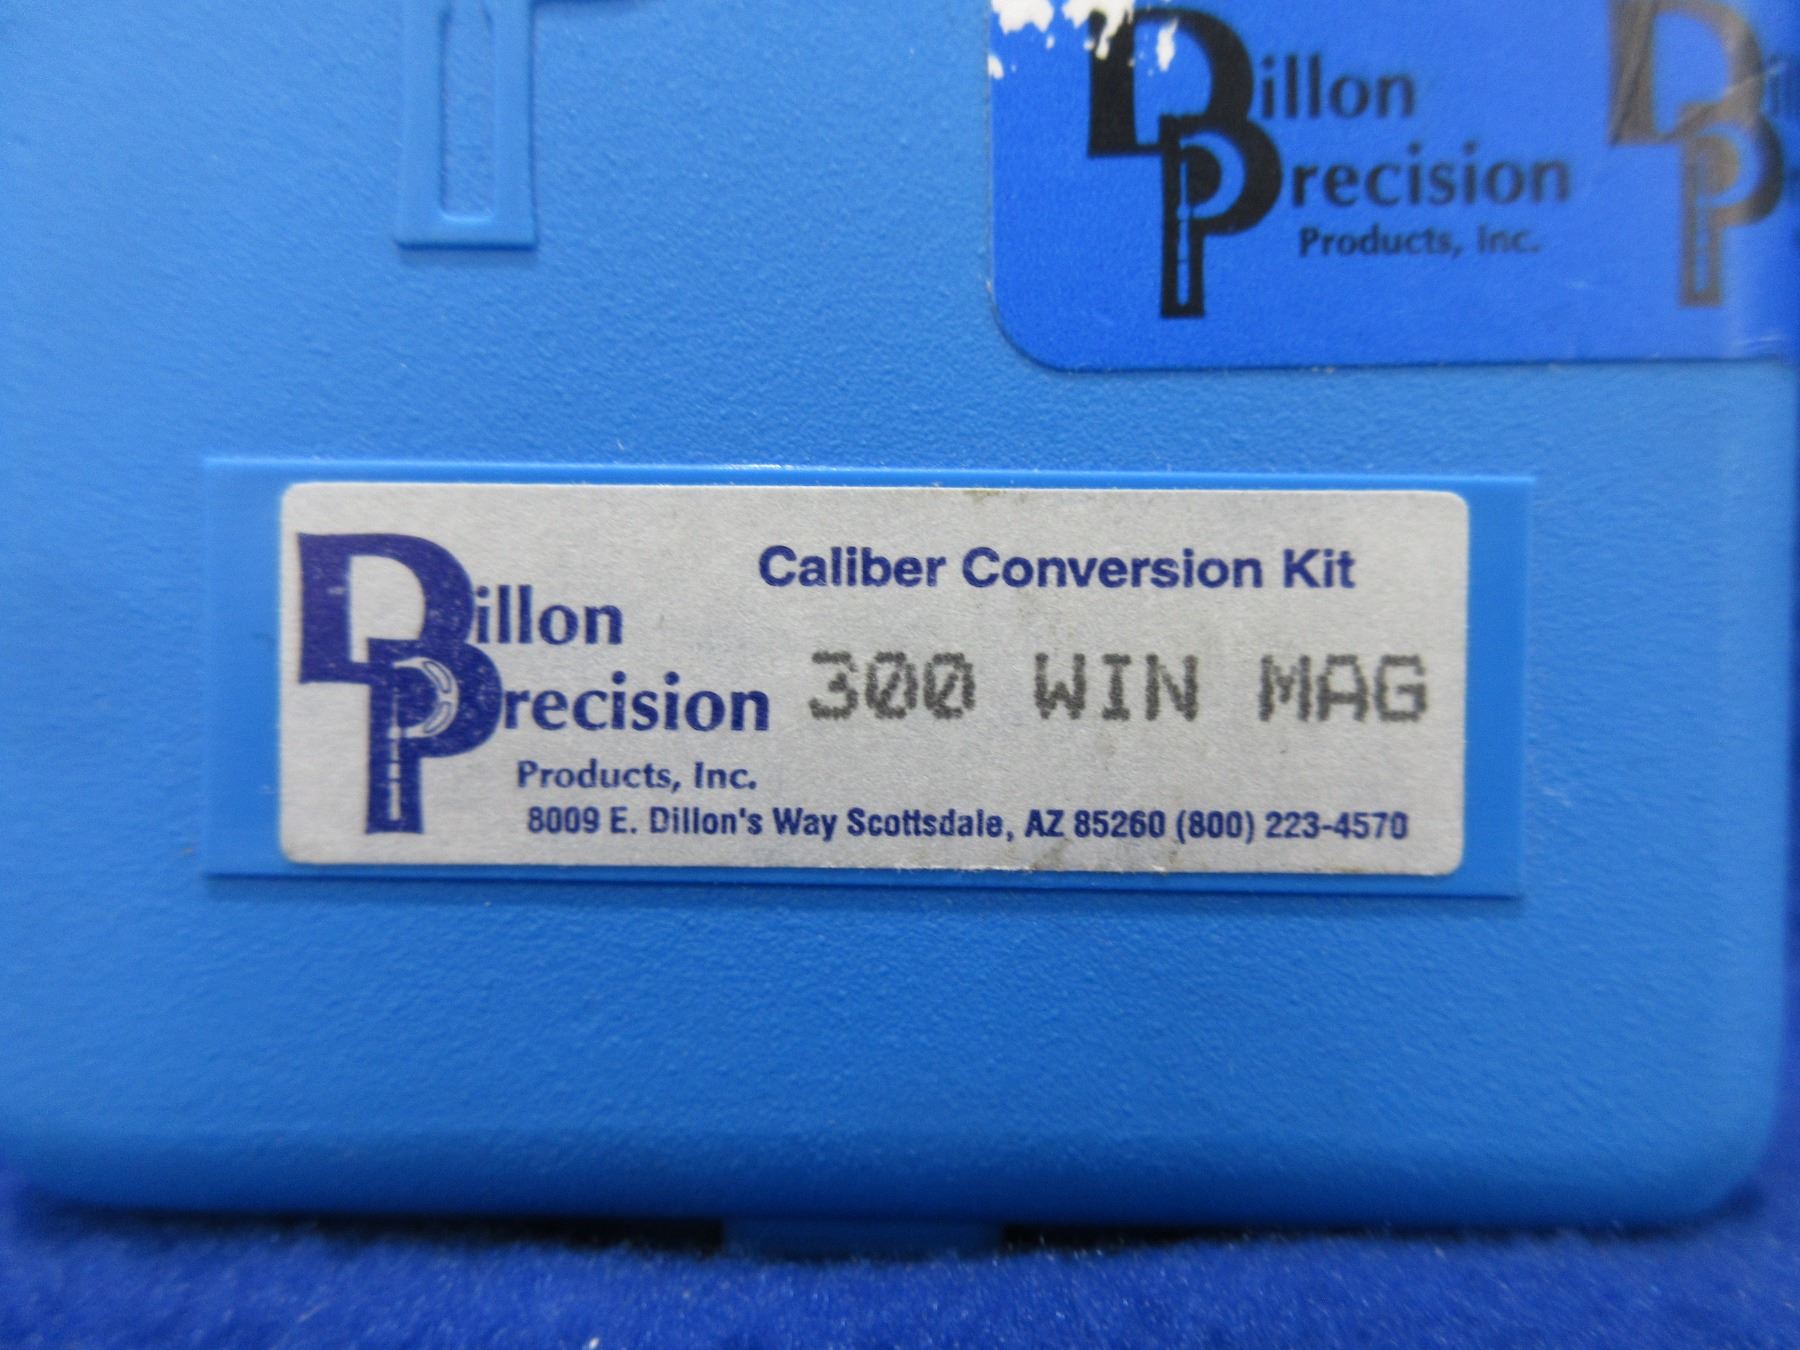 Dillon
Precision
Products, Inc.
Caliber Conversion Kit
Dillon
Precision
300 WIN MAG
Products, Inc.
8009 E. Dillon's Way Scottsdale, AZ 85260 (800) 223-4570